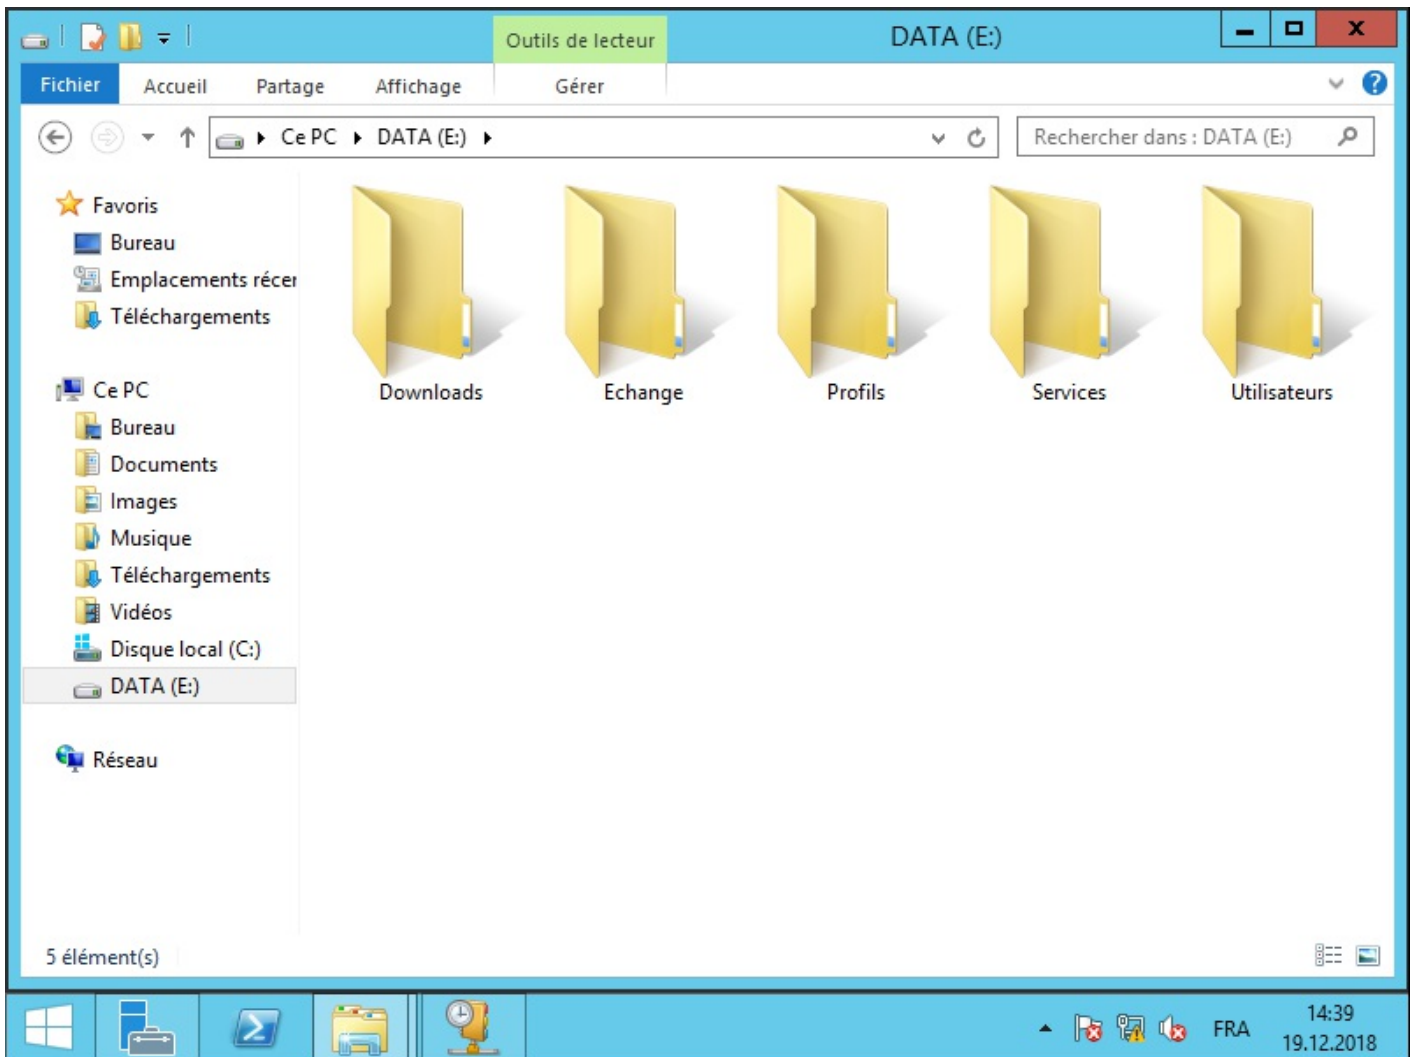 Outils de lecteur
DATA (E:)
Fichier Accueil Partage Affichage Gérer
Ce PC DATA (E:)
Rechercher dans : DATA (E:)
Favoris
Bureau
Emplacements récen
Téléchargements
Ce PC
Bureau
Documents
Images
Musique
Téléchargements
Vidéos
Disque local (C:)
DATA (E:)
Réseau
Downloads Echange Profils Services Utilisateurs
5 élément(s)
FRA
14:39
19.12.2018